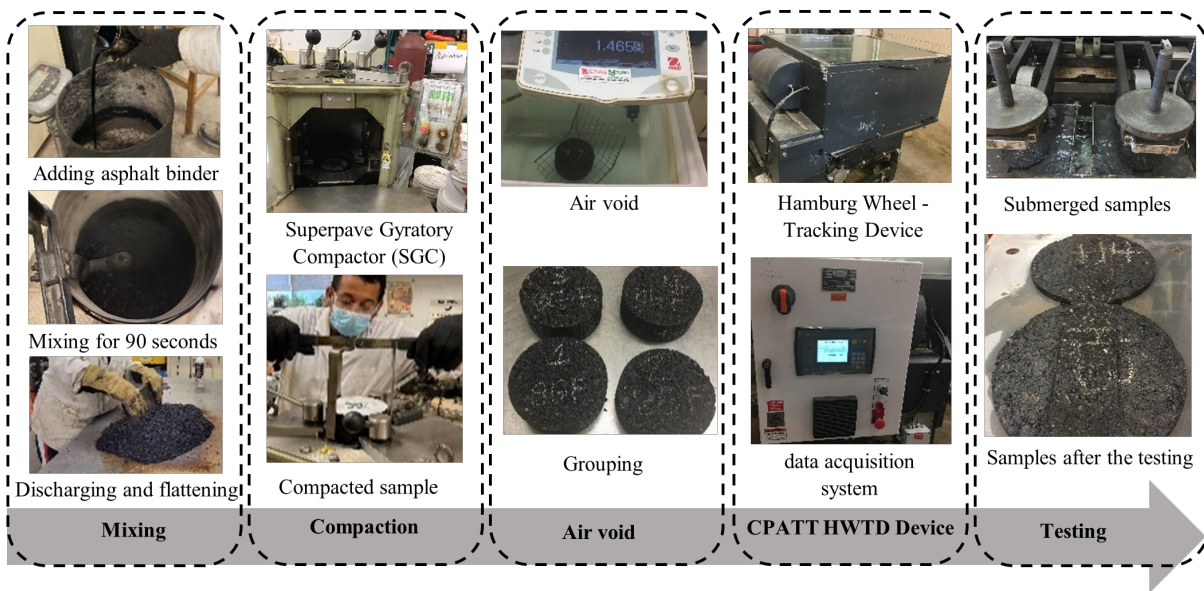 Adding asphalt binder
Mixing for 90 seconds
Discharging and flattening
Mixing
Superpave Gyratory
Compactor (SGC)
Compacted sample
Compaction
1.465
Air void
Grouping
Air void
Hamburg Wheel -
Tracking Device
data acquisition
system
CPATT HWTD Device
Submerged samples
Samples after the testing
Testing